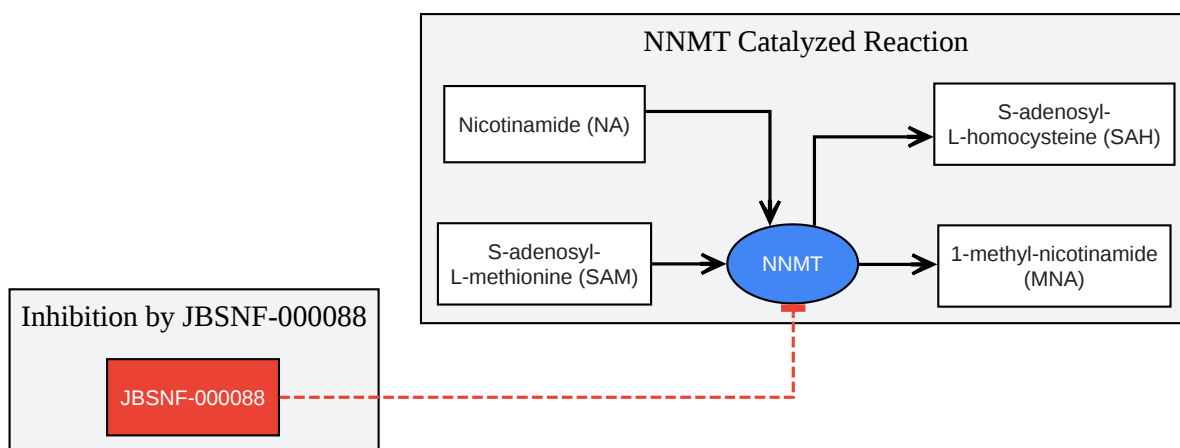 NNMT Catalyzed Reaction
Nicotinamide (NA)
S-adenosyl-
L-homocysteine (SAH)
S-adenosyl-
L-methionine (SAM)
NNMT
1-methyl-nicotinamide
(MNA)
Inhibition by JBSNF-000088
JBSNF-000088